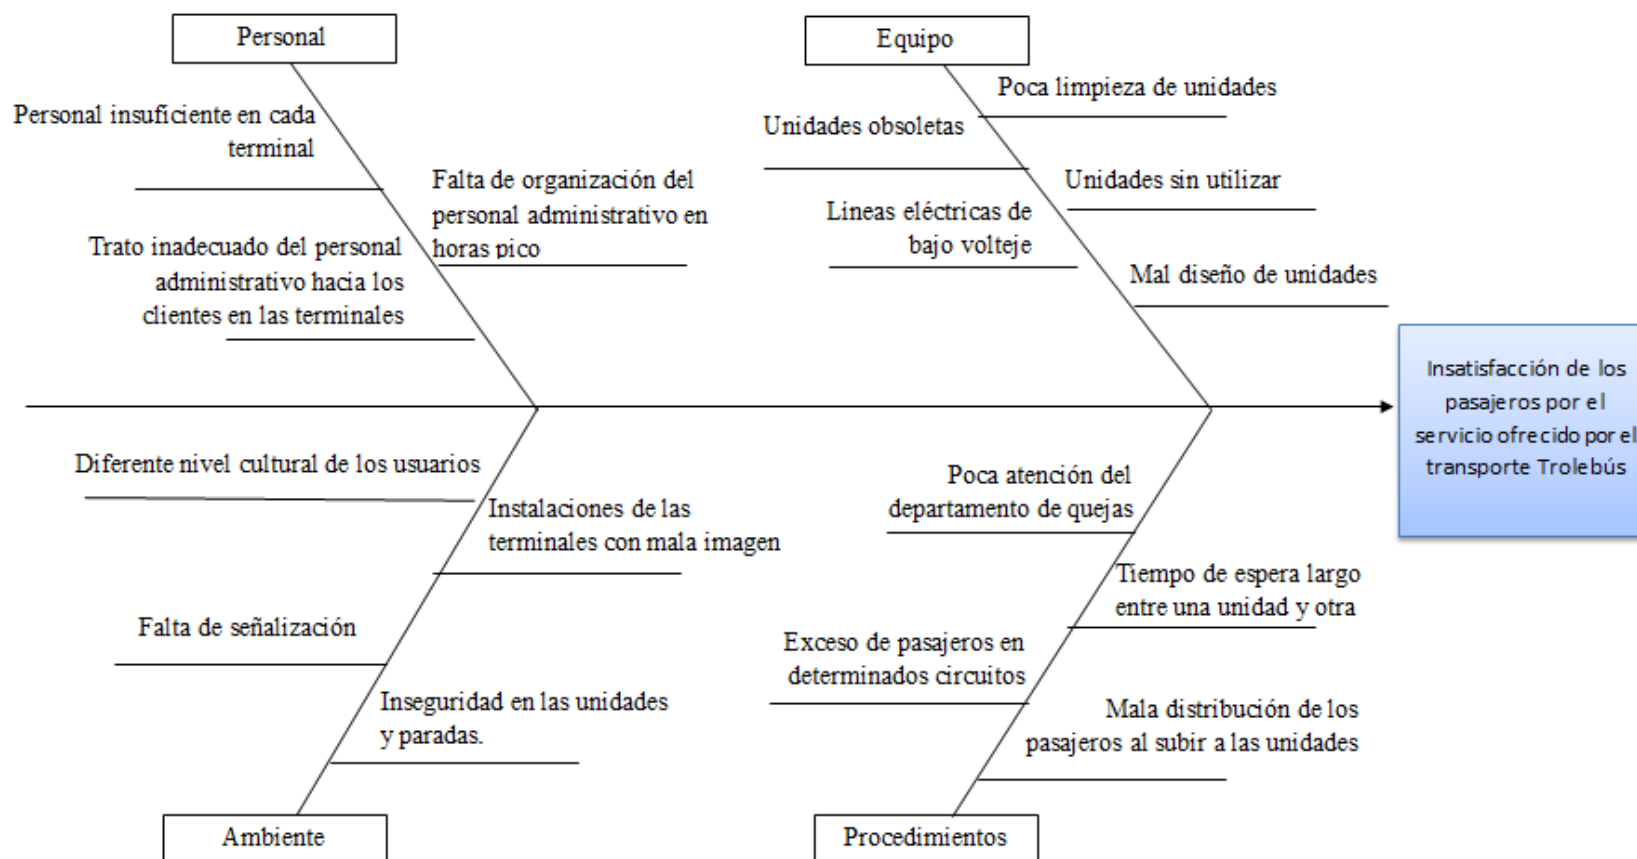 Personal
Personal insuficiente en cada
terminal
Falta de organización del
personal administrativo en
horas pico
Trato inadecuado del personal
administrativo hacia los
clientes en las terminales
Equipo
Poca limpieza de unidades
Unidades obsoletas
Unidades sin utilizar
Lineas eléctricas de
bajo volteje
Mal diseño de unidades
Insatisfacción de los
pasajeros por el
servicio ofrecido por el
transporte Trolebús
Diferente nivel cultural de los usuarios
Instalaciones de las
terminales con mala imagen
Falta de señalización
Inseguridad en las unidades
y paradas.
Ambiente
Poca atención del
departamento de quejas
Tiempo de espera largo
entre una unidad y otra
Exceso de pasajeros en
determinados circuitos
Mala distribución de los
pasajeros al subir a las unidades
Procedimientos